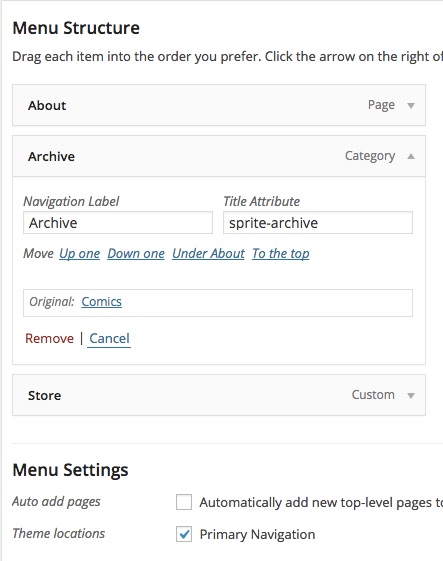 Menu Structure
Drag each item into the order you prefer. Click the arrow on the right of
About Page
Archive Category
Navigation Label Title Attribute
Archive sprite-archive
Move Up one Down one Under About To the top
Original: Comics
Remove | Cancel
Store Custom
Menu Settings
Auto add pages Automatically add new top-level pages to
Theme locations Primary Navigation